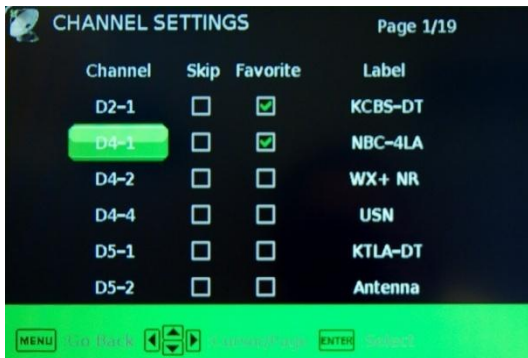 CHANNEL SETTINGS Page 1/19
Channel Skip Favorite Label
D2-1 KCBS-DT
D4-1 NBC-4LA
D4-2 WX+ NR
D4-4 USN
D5-1 KTLA-DT
D5-2 Antenna
MENU Go Back ENTER Select